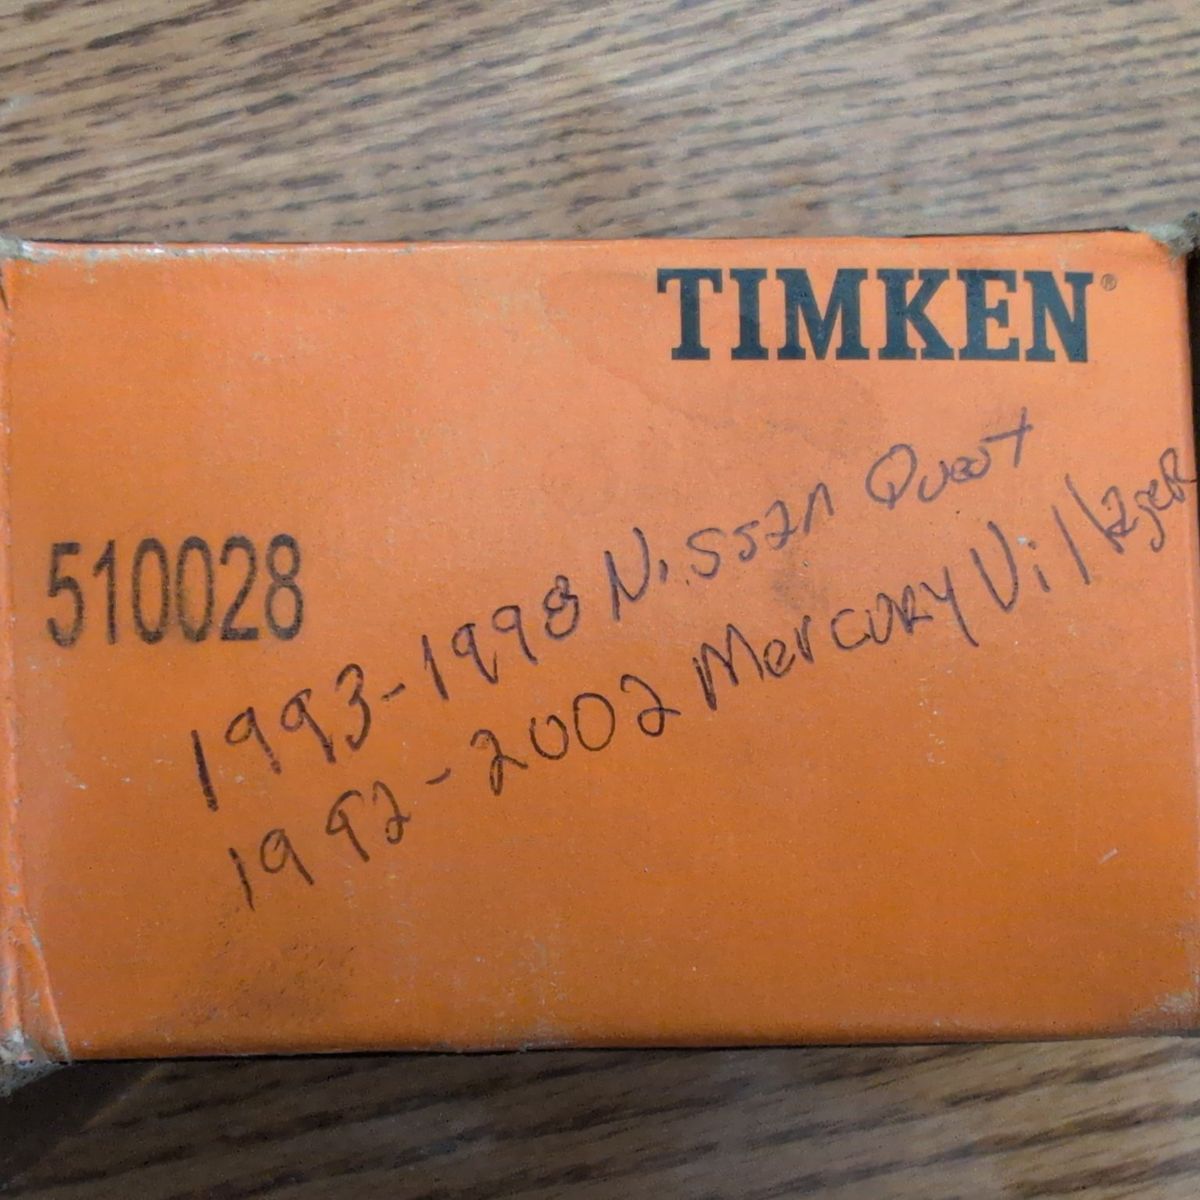 TIMKEN®
510028
1993-1998 Nissan Quest
1992-2002 Mercury Villager